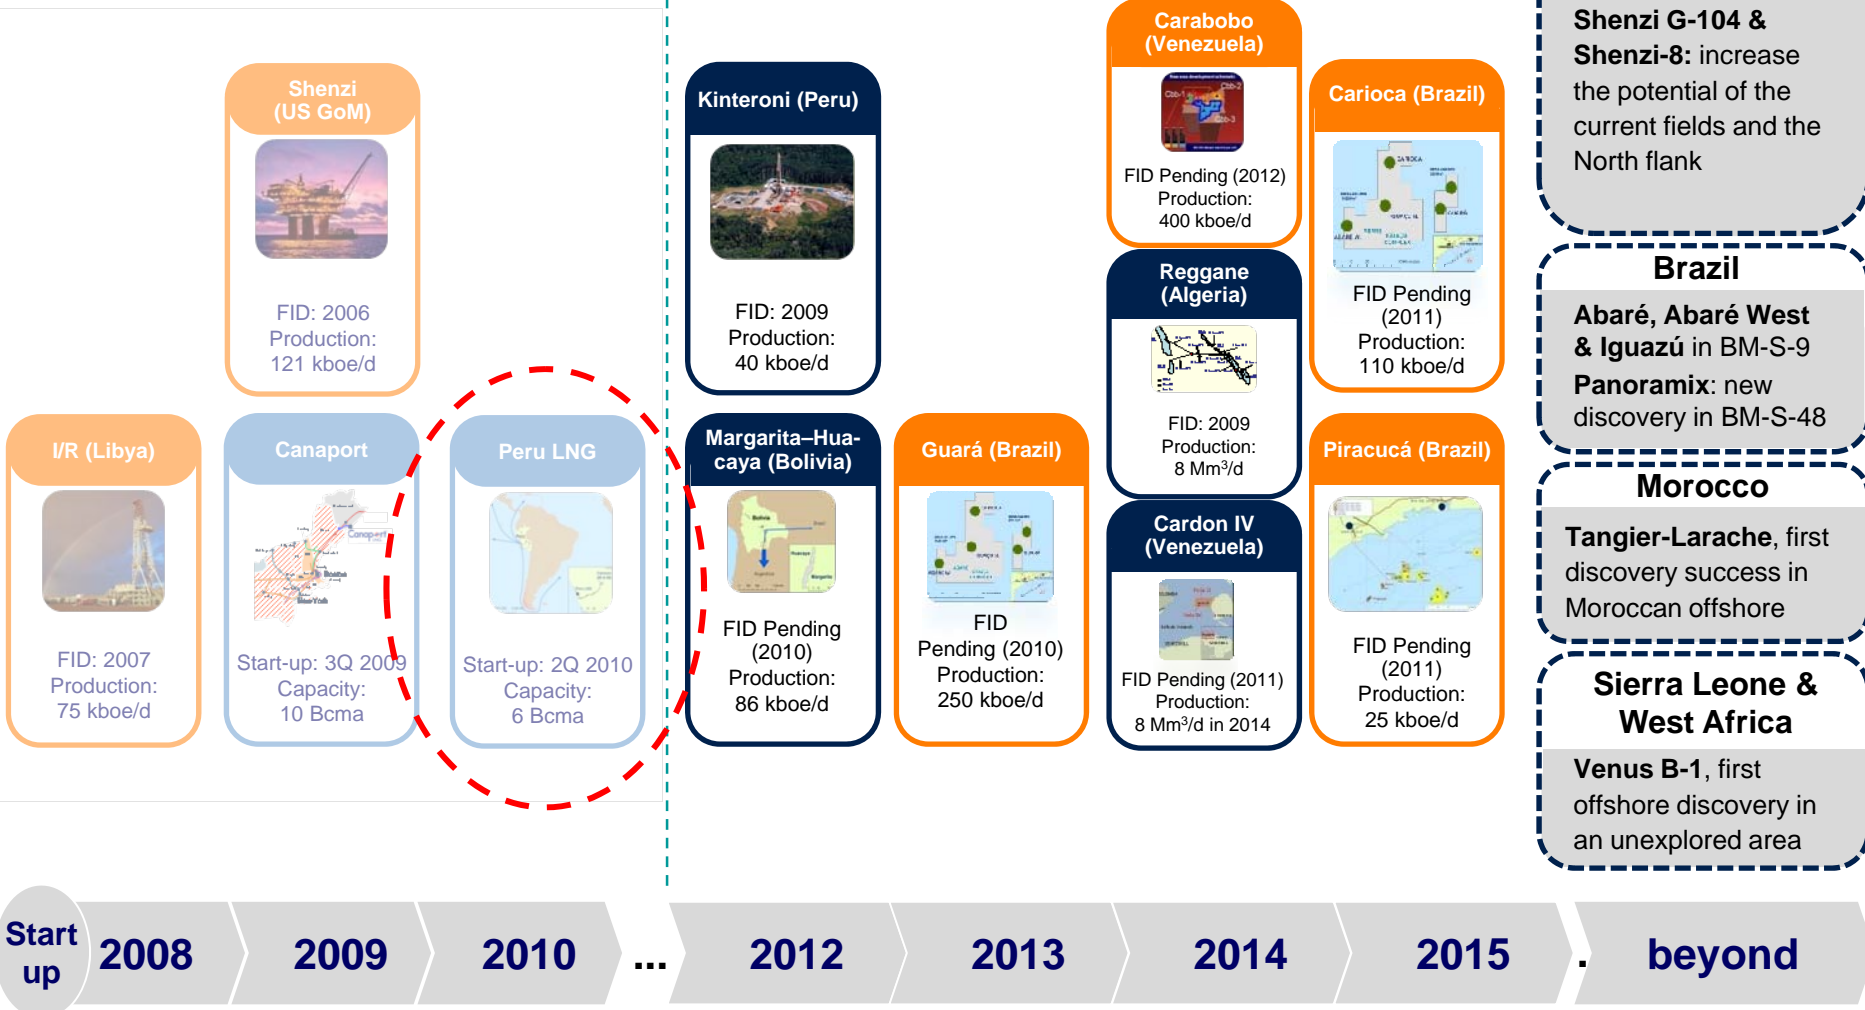 Shenzi
(US GoM)
FID: 2006
Production:
121 kboe/d
I/R (Libya)
FID: 2007
Production:
75 kboe/d
Canaport
Canaport
Start-up: 3Q 2009
Capacity:
10 Bcma
Peru LNG
Start-up: 2Q 2010
Capacity:
6 Bcma
Kinteroni (Peru)
FID: 2009
Production:
40 kboe/d
Margarita–Hua-
caya (Bolivia)
Bolivia
FID Pending
(2010)
Production:
86 kboe/d
Guará (Brazil)
FID
Pending (2010)
Production:
250 kboe/d
Carabobo
(Venezuela)
Cbb-1
Cbb-2
Cbb-3
FID Pending (2012)
Production:
400 kboe/d
Reggane
(Algeria)
FID: 2009
Production:
8 Mm³/d
Cardon IV
(Venezuela)
FID Pending (2011)
Production:
8 Mm³/d in 2014
Carioca (Brazil)
FID Pending
(2011)
Production:
110 kboe/d
Piracucá (Brazil)
FID Pending
(2011)
Production:
25 kboe/d
Shenzi G-104 &
Shenzi-8: increase
the potential of the
current fields and the
North flank
Brazil
Abaré, Abaré West
& Iguazú in BM-S-9
Panoramix: new
discovery in BM-S-48
Morocco
Tangier-Larache, first
discovery success in
Moroccan offshore
Sierra Leone &
West Africa
Venus B-1, first
offshore discovery in
an unexplored area
Start
up
2008
2009
2010
...
2012
2013
2014
2015
.
beyond